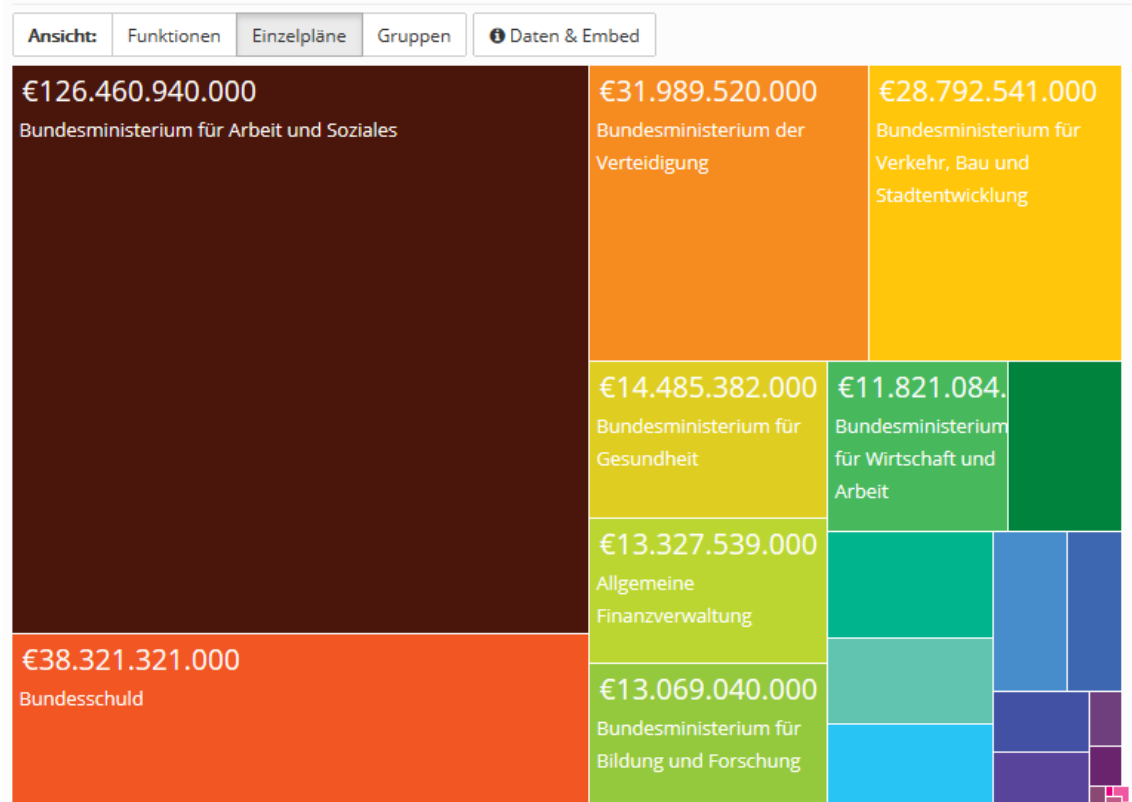 Ansicht: Funktionen Einzelpläne Gruppen Daten & Embed
€126.460.940.000
Bundesministerium für Arbeit und Soziales
€31.989.520.000
Bundesministerium der
Verteidigung
€28.792.541.000
Bundesministerium für
Verkehr, Bau und
Stadtentwicklung
€14.485.382.000
Bundesministerium für
Gesundheit
€11.821.084.
Bundesministerium
für Wirtschaft und
Arbeit
€13.327.539.000
Allgemeine
Finanzverwaltung
€38.321.321.000
Bundesschuld
€13.069.040.000
Bundesministerium für
Bildung und Forschung